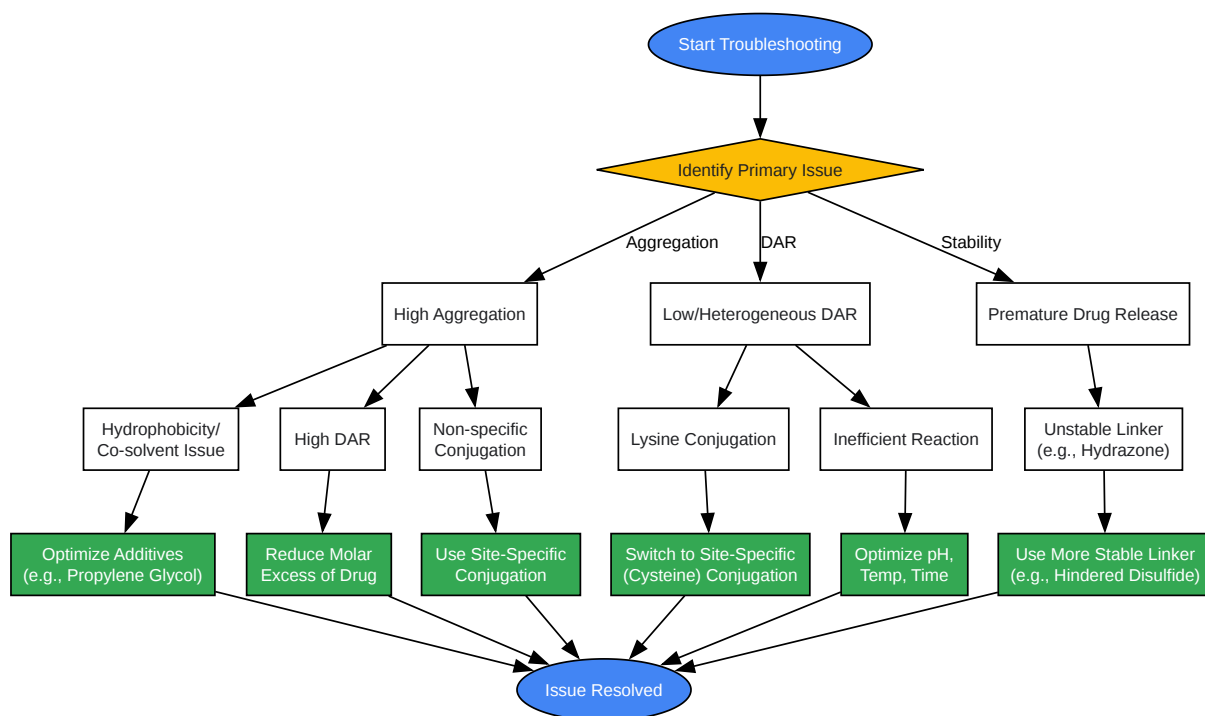 Start Troubleshooting
Identify Primary Issue
Aggregation
DAR
Stability
High Aggregation
Low/Heterogeneous DAR
Premature Drug Release
Hydrophobicity/
Co-solvent Issue
High DAR
Non-specific
Conjugation
Lysine Conjugation
Inefficient Reaction
Unstable Linker
(e.g., Hydrazone)
Optimize Additives
(e.g., Propylene Glycol)
Reduce Molar
Excess of Drug
Use Site-Specific
Conjugation
Switch to Site-Specific
(Cysteine) Conjugation
Optimize pH,
Temp, Time
Use More Stable Linker
(e.g., Hindered Disulfide)
Issue Resolved